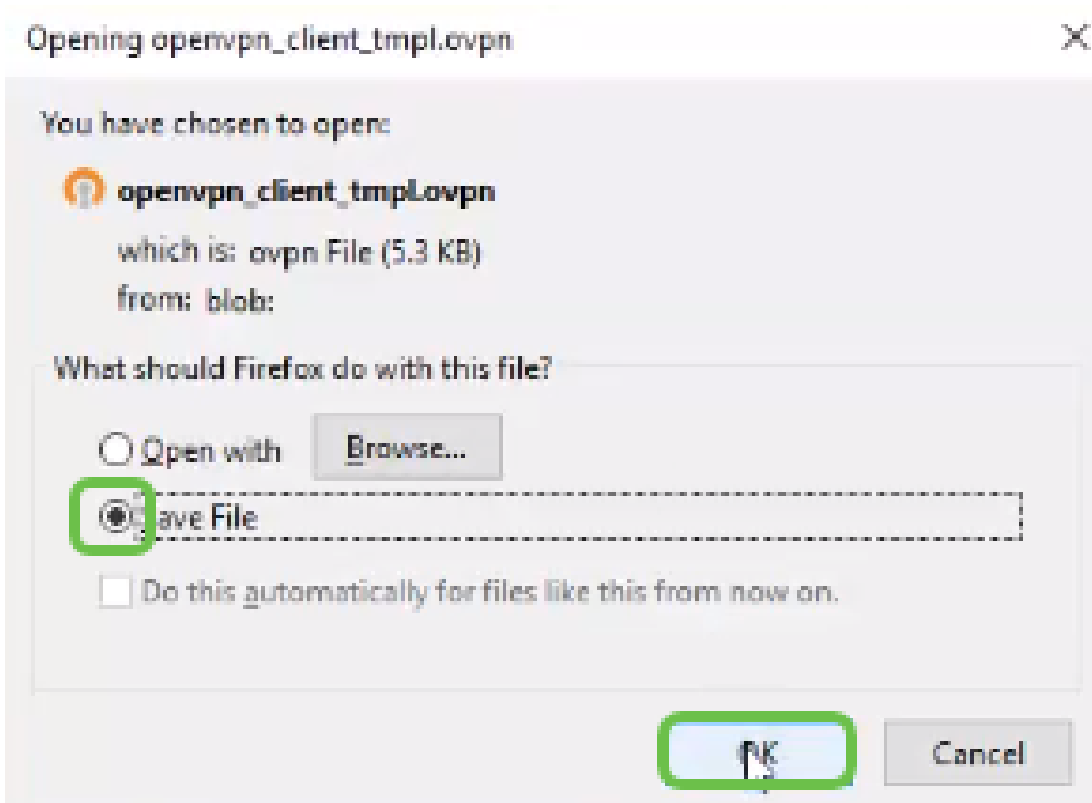 Opening openvpn_client_tmpl.ovpn
You have chosen to open:
openvpn_client_tmpl.ovpn
which is: ovpn File (5.3 KB)
from: blob:
What should Firefox do with this file?
Open with Browse...
Save File
Do this automatically for files like this from now on.
OK Cancel